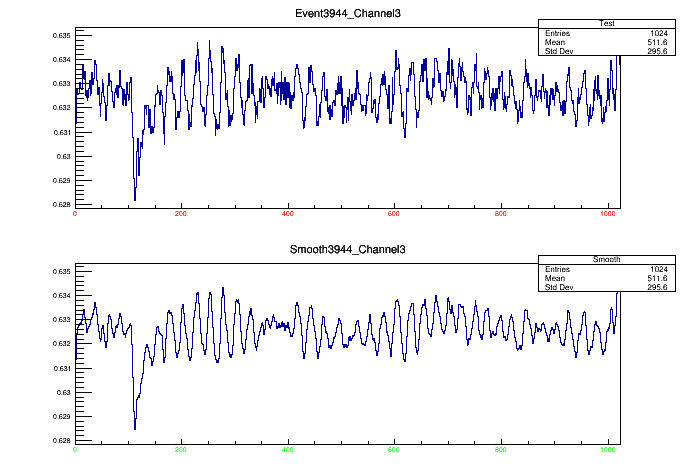 Event3944_Channel3
Test
Entries 1024
Mean 511.6
Std Dev 295.6
0.635
0.634
0.633
0.632
0.631
0.63
0.629
0.628
0 200 400 600 800 1000
Smooth3944_Channel3
Smooth
Entries 1024
Mean 511.6
Std Dev 295.6
0.635
0.634
0.633
0.632
0.631
0.63
0.629
0.628
0 200 400 600 800 1000